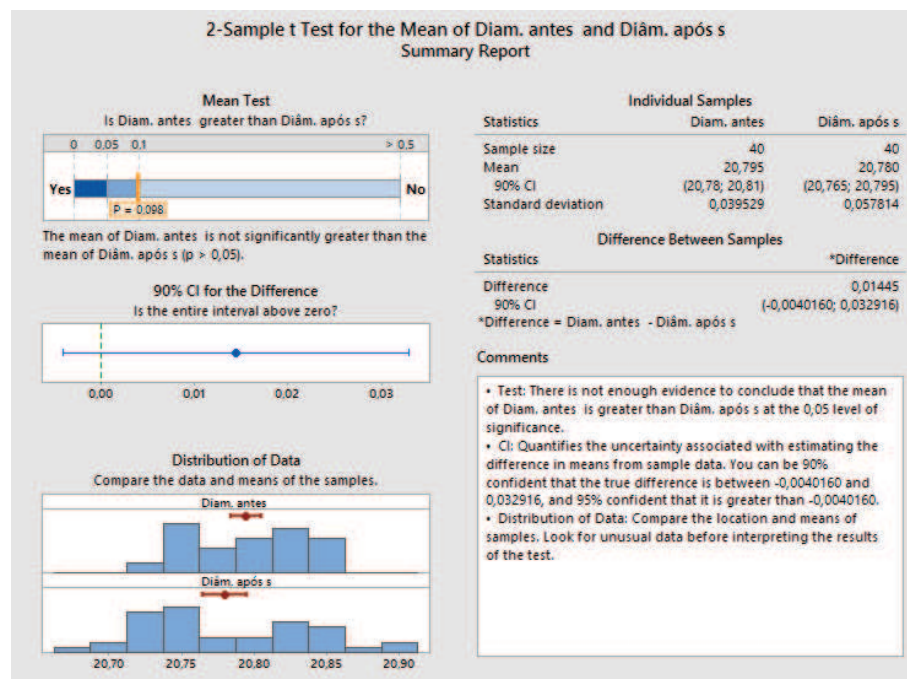 2-Sample t Test for the Mean of Diam. antes and Diâm. após s
Summary Report
Mean Test
Is Diam. antes greater than Diâm. após s?
0 0,05 0,1 > 0,5
Yes No
P = 0,098
The mean of Diam. antes is not significantly greater than the
mean of Diâm. após s (p > 0,05).
90% CI for the Difference
Is the entire interval above zero?
0,00 0,01 0,02 0,03
Distribution of Data
Compare the data and means of the samples.
Diam. antes
Diâm. após s
20,70 20,75 20,80 20,85 20,90
Individual Samples
Statistics Diam. antes Diâm. após s
Sample size 40 40
Mean 20,795 20,780
90% CI (20,78; 20,81) (20,765; 20,795)
Standard deviation 0,039529 0,057814
Difference Between Samples
Statistics *Difference
Difference 0,01445
90% CI (-0,0040160; 0,032916)
*Difference = Diam. antes - Diâm. após s
Comments
• Test: There is not enough evidence to conclude that the mean
of Diam. antes is greater than Diâm. após s at the 0,05 level of
significance.
• CI: Quantifies the uncertainty associated with estimating the
difference in means from sample data. You can be 90%
confident that the true difference is between -0,0040160 and
0,032916, and 95% confident that it is greater than -0,0040160.
• Distribution of Data: Compare the location and means of
samples. Look for unusual data before interpreting the results
of the test.